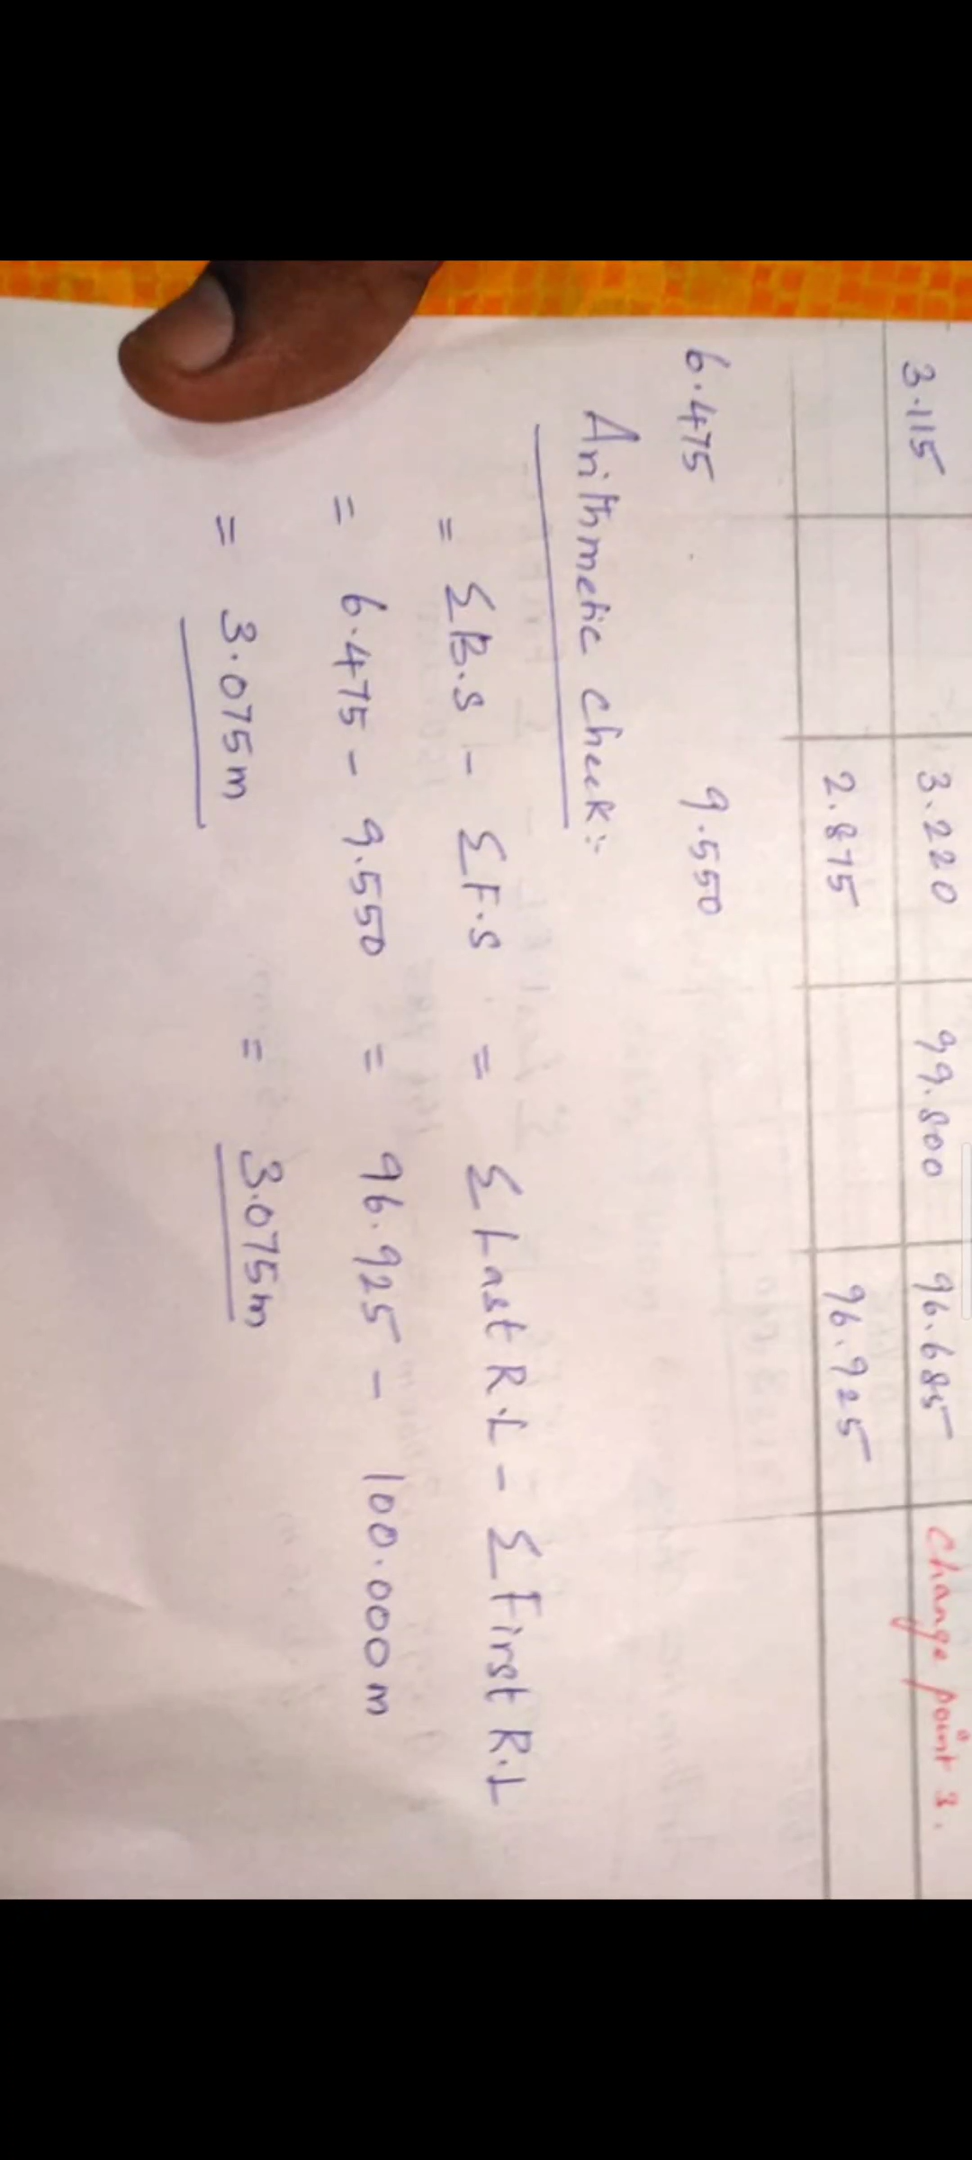 3.115 3.220 99.800 96.685 Change point 3.
2.875 96.925
6.475 9.550
Arithmetic check:-
= ΣB.S - ΣF.S = Σ Last R.L - Σ First R.L
= 6.475 - 9.550 = 96.925 - 100.000m
= 3.075m = 3.075m